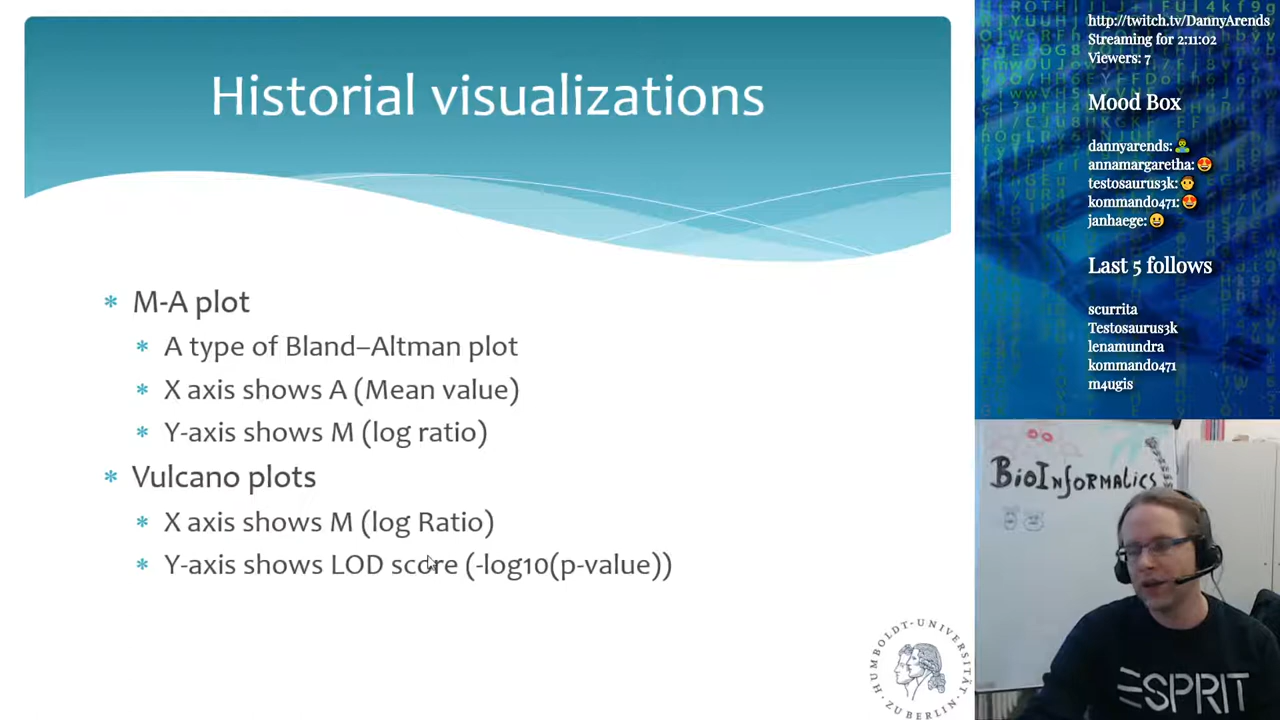 Historial visualizations
M-A plot
A type of Bland–Altman plot
X axis shows A (Mean value)
Y-axis shows M (log ratio)
Vulcano plots
X axis shows M (log Ratio)
Y-axis shows LOD score (-log10(p-value))
HUMBOLDT-UNIVERSITÄT
ZU BERLIN
http://twitch.tv/DannyArends
Streaming for 2:11:02
Viewers: 7
Mood Box
dannyarends:
annamargaretha:
testosaurus3k:
kommando471:
janhaege:
Last 5 follows
scurrita
Testosaurus3k
lenamundra
kommando471
m4ugis
BioInformatics
ESPRIT